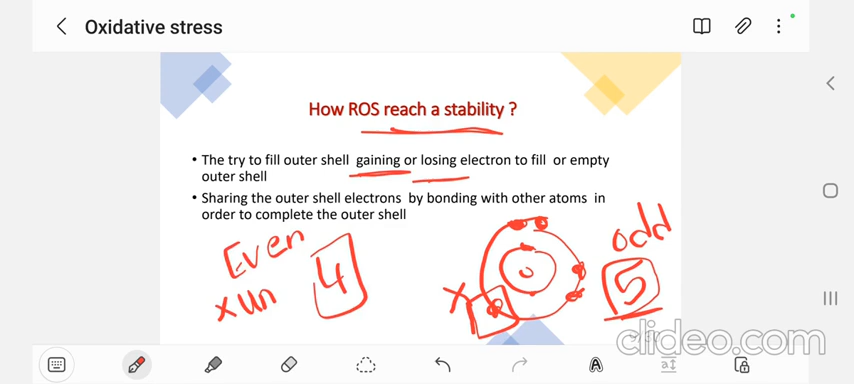 Oxidative stress
How ROS reach a stability ?
• The try to fill outer shell gaining or losing electron to fill or empty
outer shell
• Sharing the outer shell electrons by bonding with other atoms in
order to complete the outer shell
Even
4
odd
5
x un
x
clideo.com
A